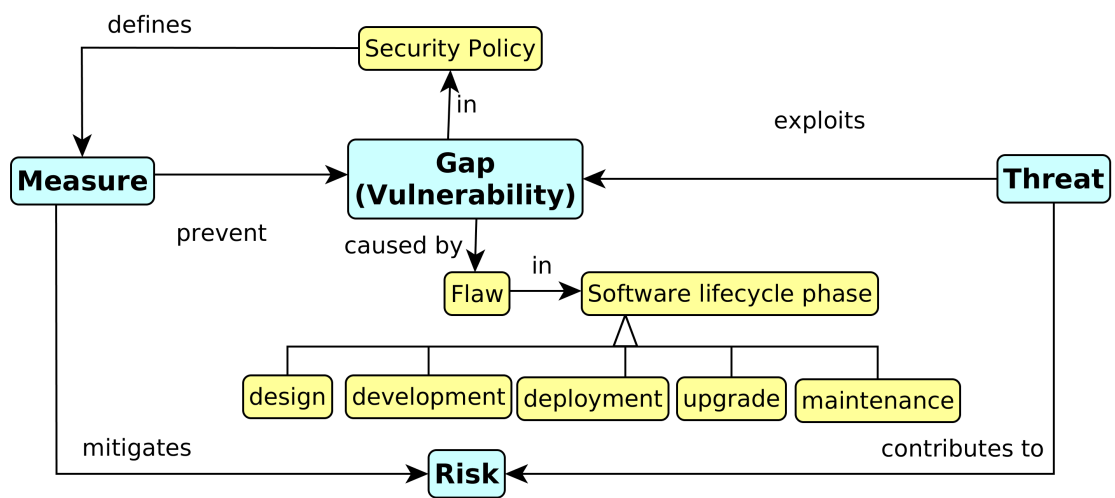 defines
Security Policy
in
exploits
Gap
(Vulnerability)
Measure
Threat
prevent
caused by
in
Flaw
Software lifecycle phase
design
development
deployment
upgrade
maintenance
mitigates
contributes to
Risk